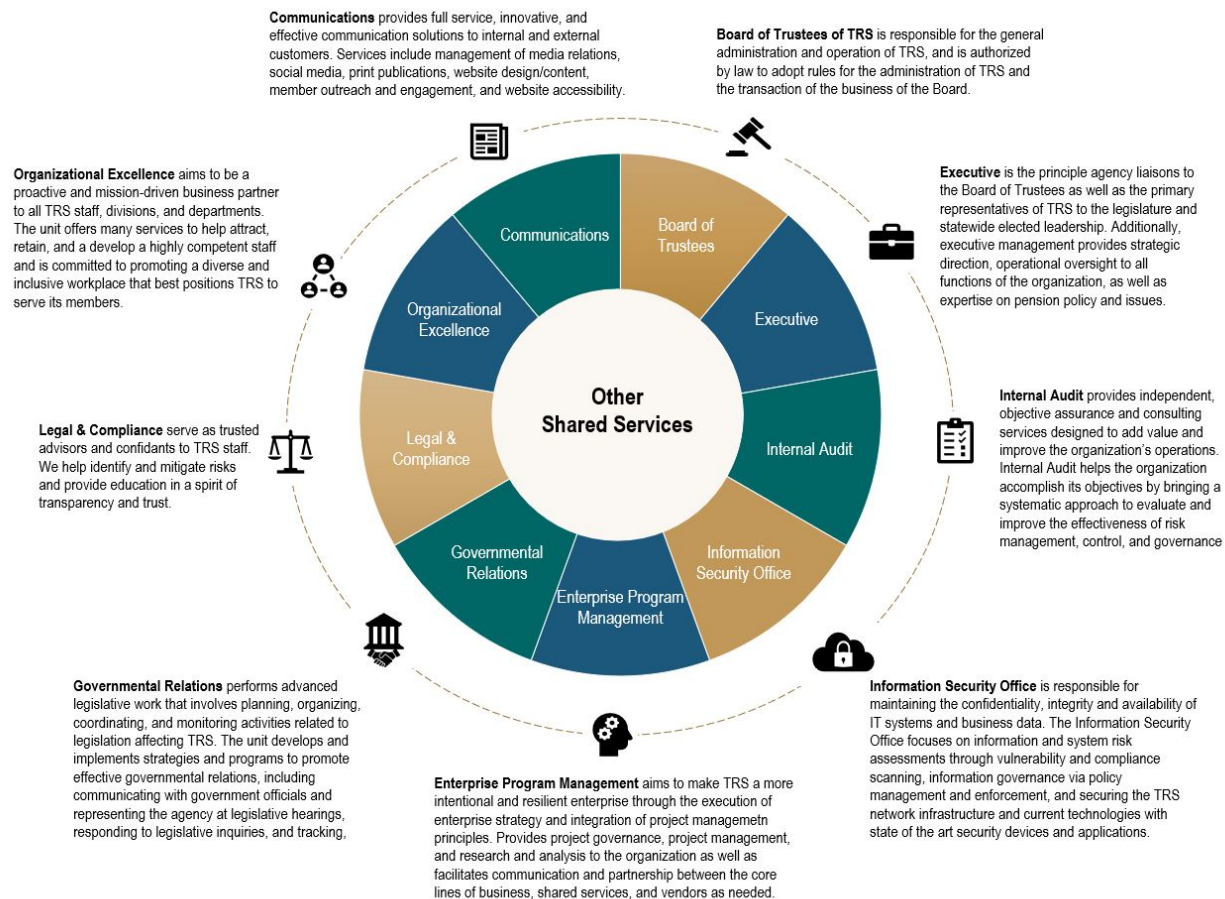 Communications provides full service, innovative, and
effective communication solutions to internal and external
customers. Services include management of media relations,
social media, print publications, website design/content,
member outreach and engagement, and website accessibility.
Board of Trustees of TRS is responsible for the general
administration and operation of TRS, and is authorized
by law to adopt rules for the administration of TRS and
the transaction of the business of the Board.
Organizational Excellence aims to be a
proactive and mission-driven business partner
to all TRS staff, divisions, and departments.
The unit offers many services to help attract,
retain, and a develop a highly competent staff
and is committed to promoting a diverse and
inclusive workplace that best positions TRS to
serve its members.
Executive is the principle agency liaisons to
the Board of Trustees as well as the primary
representatives of TRS to the legislature and
statewide elected leadership. Additionally,
executive management provides strategic
direction, operational oversight to all
functions of the organization, as well as
expertise on pension policy and issues.
Communications
Board of
Trustees
Organizational
Excellence
Executive
Other
Shared Services
Legal &
Compliance
Internal Audit
Governmental
Relations
Information
Security Office
Enterprise Program
Management
Legal & Compliance serve as trusted
advisors and confidants to TRS staff.
We help identify and mitigate risks
and provide education in a spirit of
transparency and trust.
Internal Audit provides independent,
objective assurance and consulting
services designed to add value and
improve the organization's operations.
Internal Audit helps the organization
accomplish its objectives by bringing a
systematic approach to evaluate and
improve the effectiveness of risk
management, control, and governance
Governmental Relations performs advanced
legislative work that involves planning, organizing,
coordinating, and monitoring activities related to
legislation affecting TRS. The unit develops and
implements strategies and programs to promote
effective governmental relations, including
communicating with government officials and
representing the agency at legislative hearings,
responding to legislative inquiries, and tracking,
Enterprise Program Management aims to make TRS a more
intentional and resilient enterprise through the execution of
enterprise strategy and integration of project managemetn
principles. Provides project governance, project management,
and research and analysis to the organization as well as
facilitates communication and partnership between the core
lines of business, shared services, and vendors as needed.
Information Security Office is responsible for
maintaining the confidentiality, integrity and availability of
IT systems and business data. The Information Security
Office focuses on information and system risk
assessments through vulnerability and compliance
scanning, information governance via policy
management and enforcement, and securing the TRS
network infrastructure and current technologies with
state of the art security devices and applications.